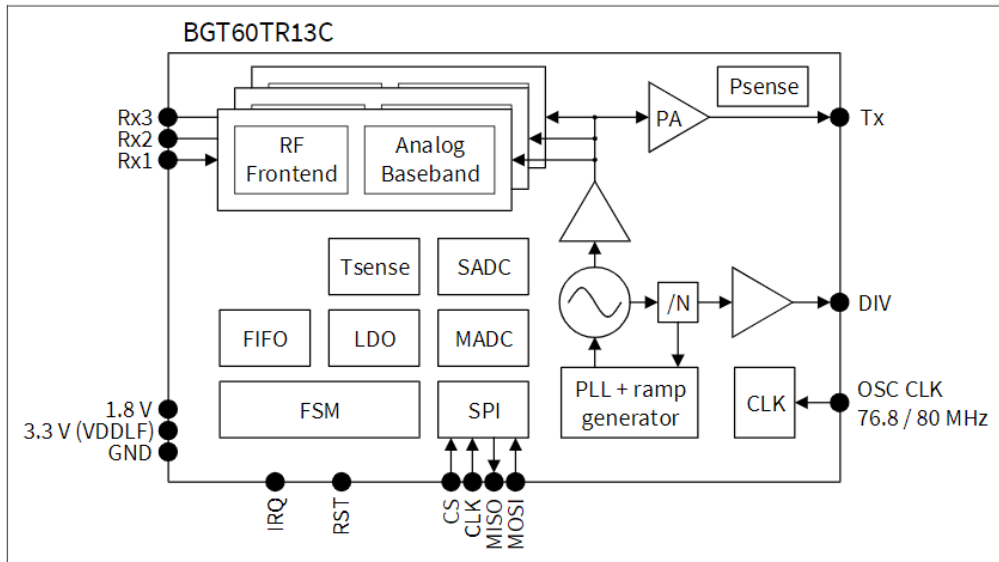 BGT60TR13C
Psense
Rx3
Rx2
Rx1
RF
Frontend
Analog
Baseband
PA
Tx
Tsense
SADC
/N
DIV
FIFO
LDO
MADC
FSM
SPI
PLL + ramp
generator
CLK
OSC CLK
76.8 / 80 MHz
1.8 V
3.3 V (VDDLF)
GND
IRQ
RST
CS
CLK
MISO
MOSI